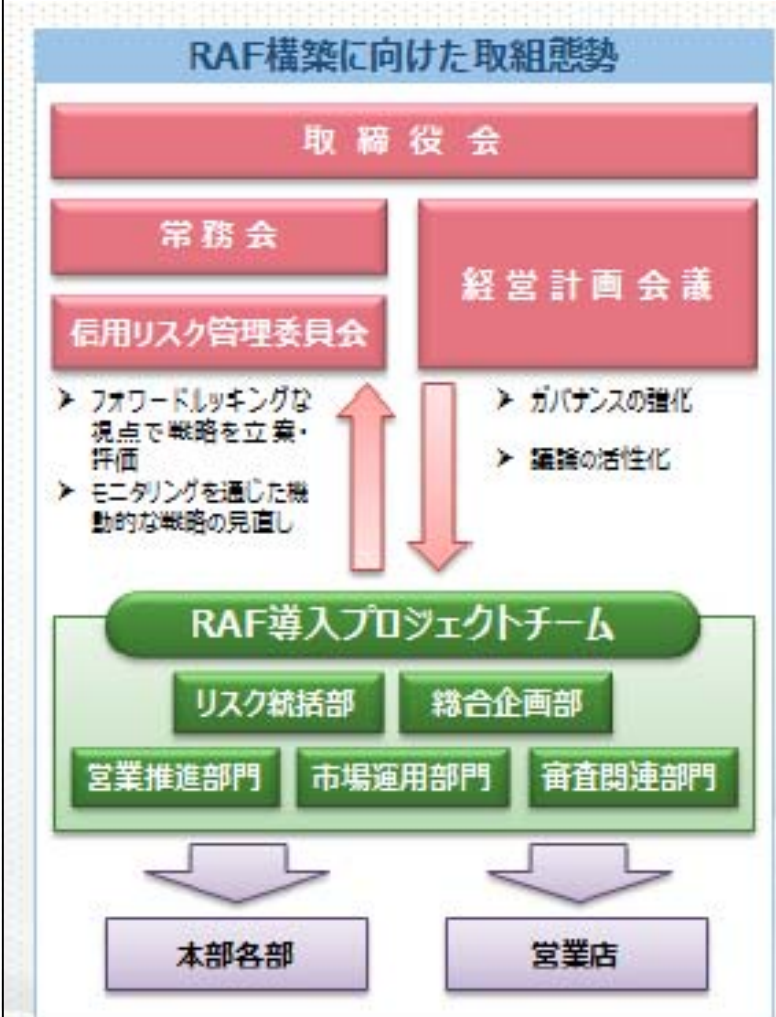 RAF構築に向けた取組態勢
取締役会
常務会
経営計画会議
信用リスク管理委員会
➤ フォワードルッキングな
視点で戦略を立案・
評価
➤ モニタリングを通じた機
動的な戦略の見直し
➤ ガバナンスの強化
➤ 議論の活性化
RAF導入プロジェクトチーム
リスク統括部
総合企画部
営業推進部門
市場運用部門
審査関連部門
本部各部
営業店